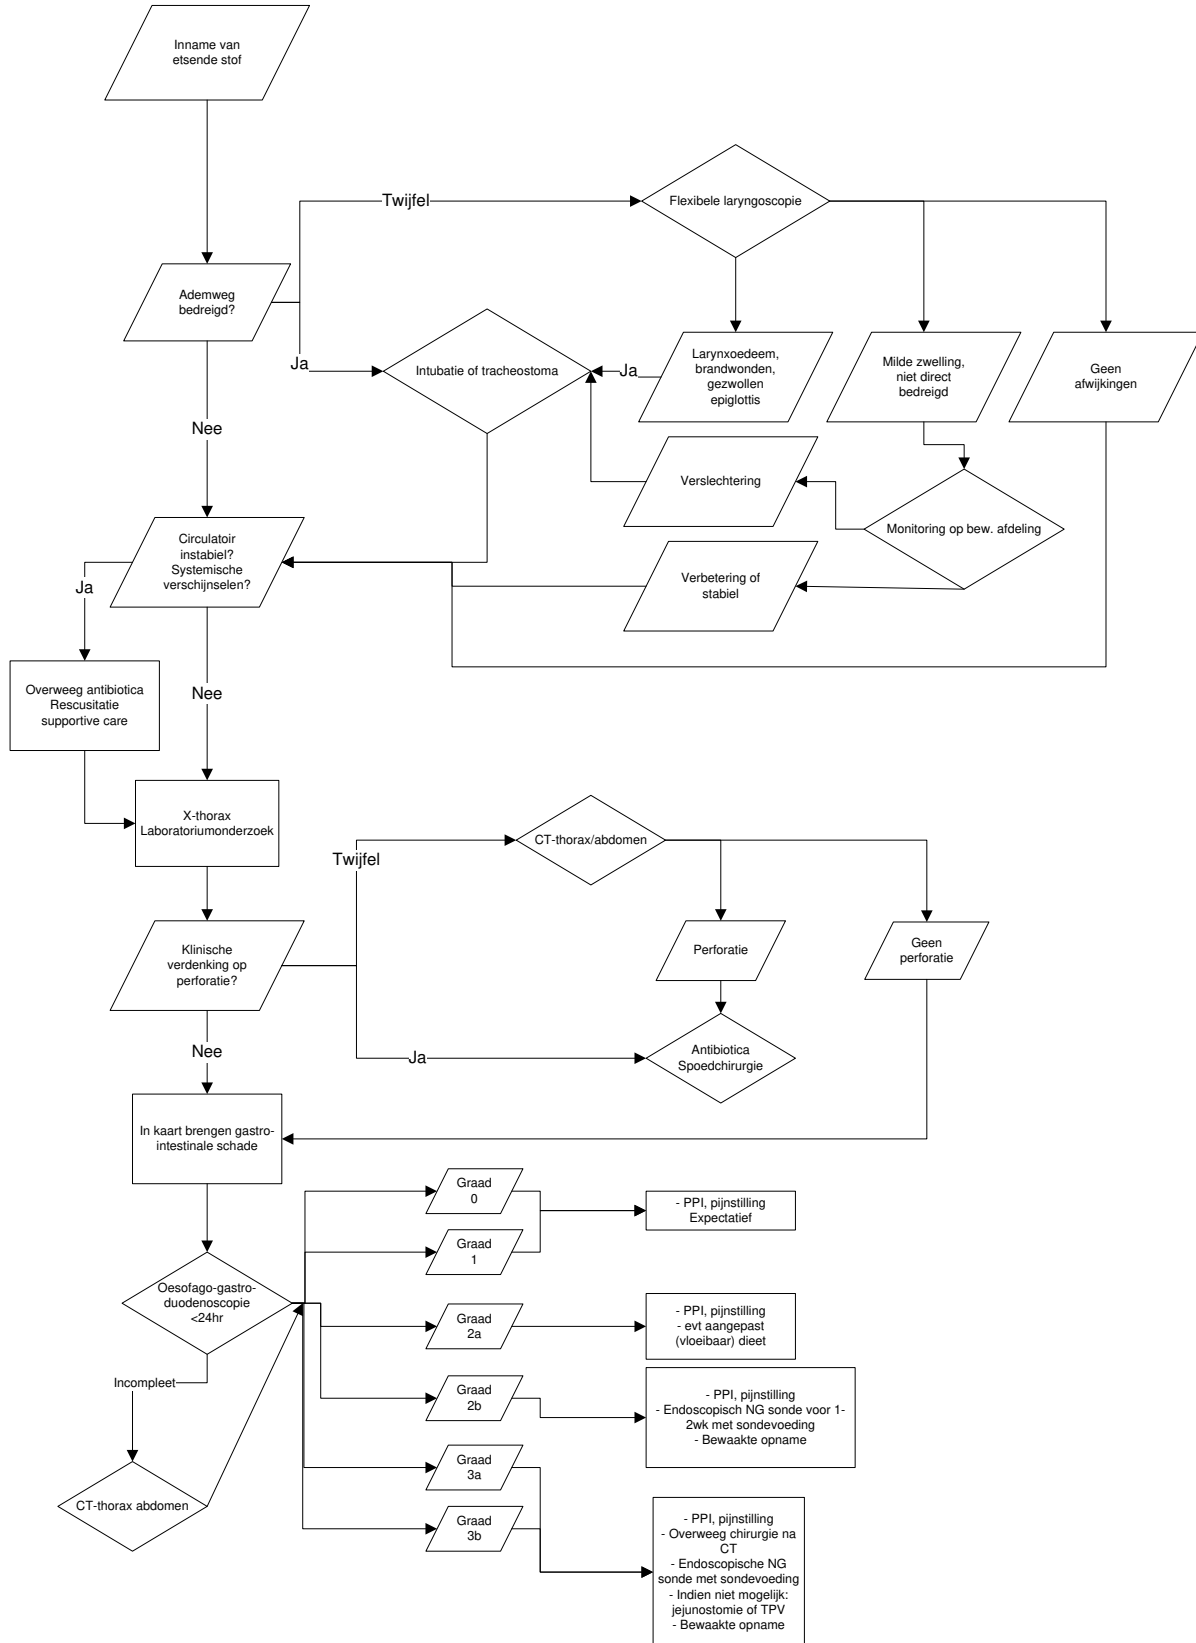 Inname van
etsende stof
Twijfel
Flexibele laryngoscopie
Ademweg
bedreigd?
Ja
Intubatie of tracheostoma
Ja
Larynxoedeem,
brandwonden,
gezwollen
epiglottis
Milde zwelling,
niet direct
bedreigd
Geen
afwijkingen
Nee
Verslechtering
Monitoring op bew. afdeling
Circulatoir
instabiel?
Systemische
verschijnselen?
Verbetering of
stabiel
Ja
Overweeg antibiotica
Rescusitatie
supportive care
Nee
X-thorax
Laboratoriumonderzoek
Twijfel
CT-thorax/abdomen
Klinische
verdenking op
perforatie?
Perforatie
Geen
perforatie
Nee
Ja
Antibiotica
Spoedchirurgie
In kaart brengen gastro-
intestinale schade
Graad
0
- PPI, pijnstilling
Expectatief
Graad
1
Oesofago-gastro-
duodenoscopie
<24hr
Graad
2a
- PPI, pijnstilling
- evt aangepast
(vloeibaar) dieet
Incompleet
Graad
2b
- PPI, pijnstilling
- Endoscopisch NG sonde voor 1-
2wk met sondevoeding
- Bewaakte opname
Graad
3a
CT-thorax abdomen
Graad
3b
- PPI, pijnstilling
- Overweeg chirurgie na
CT
- Endoscopische NG
sonde met sondevoeding
- Indien niet mogelijk:
jejunostomie of TPV
- Bewaakte opname